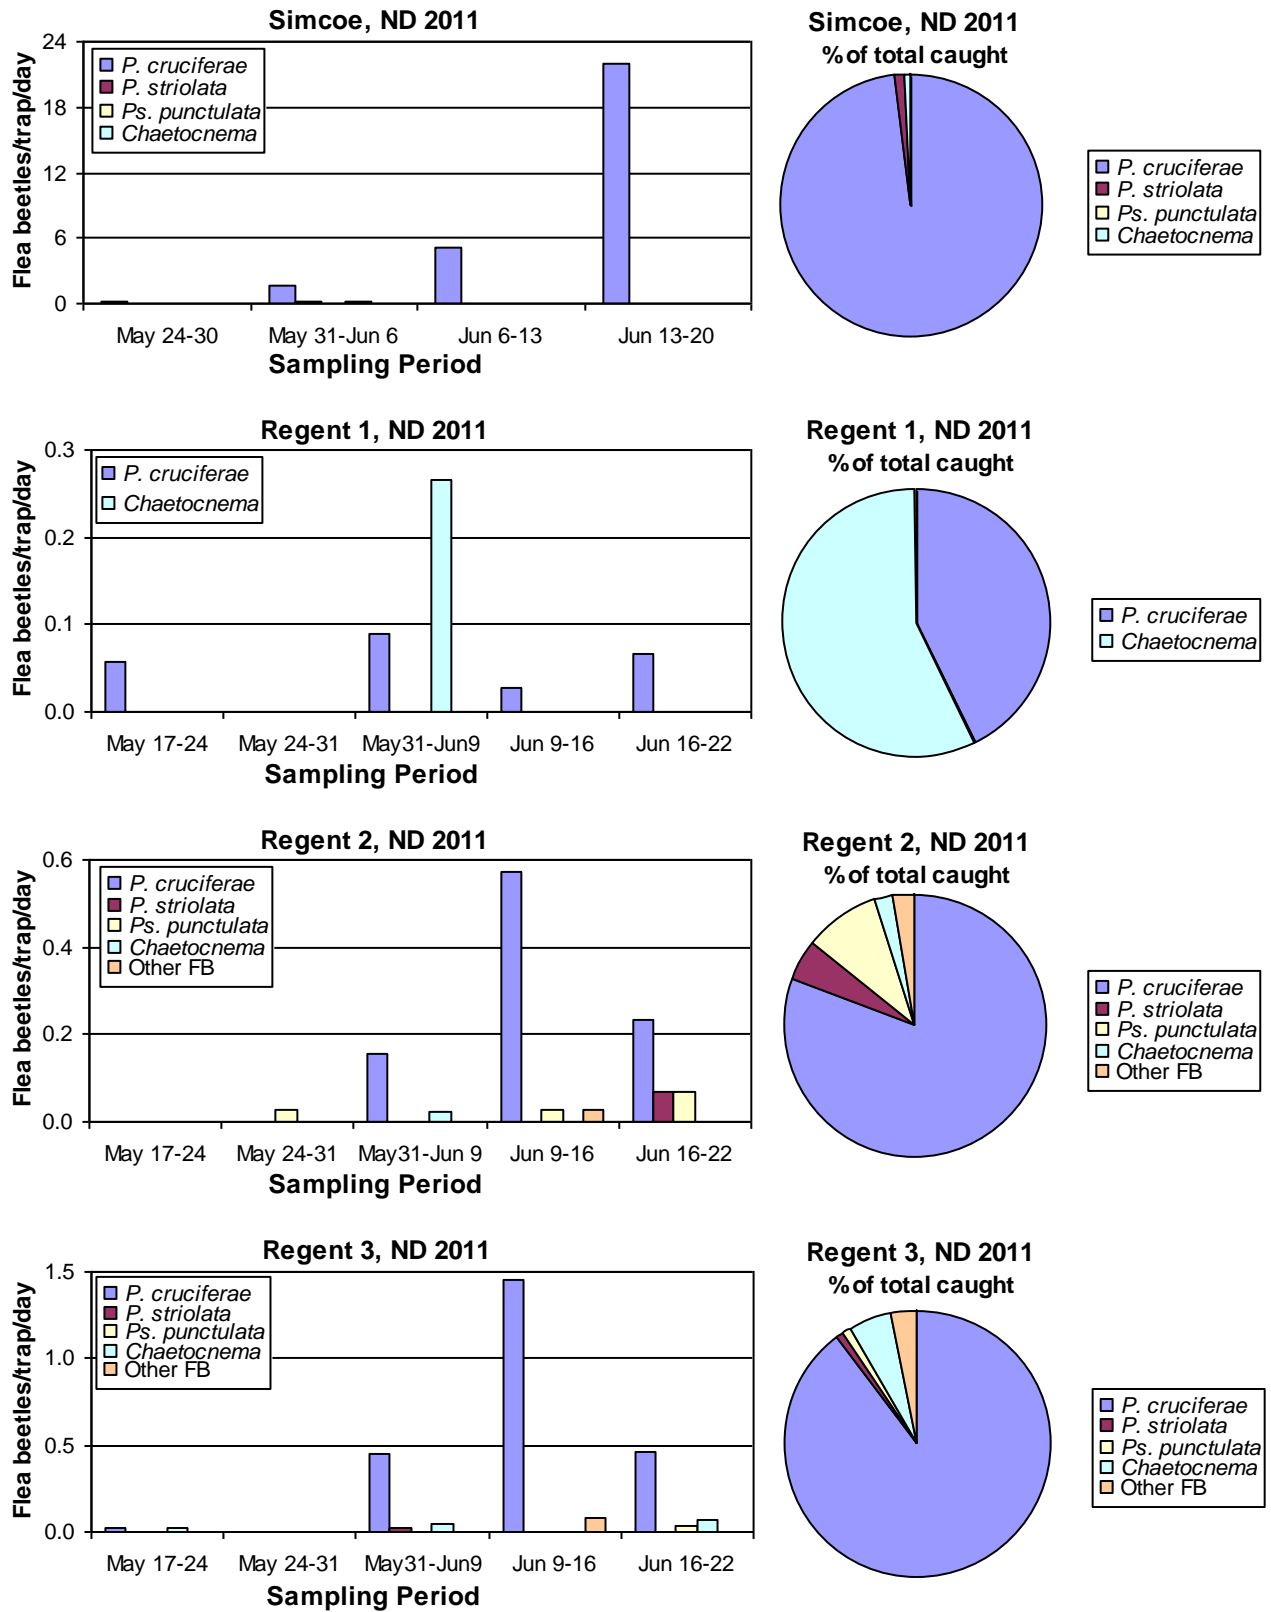 Simcoe, ND 2011
Flea beetles/trap/day
24
18
12
6
0
P. cruciferae
P. striolata
Ps. punctulata
Chaetocnema
May 24-30
May 31-Jun 6
Jun 6-13
Jun 13-20
Sampling Period
Simcoe, ND 2011
% of total caught
P. cruciferae
P. striolata
Ps. punctulata
Chaetocnema
Regent 1, ND 2011
Flea beetles/trap/day
0.3
0.2
0.1
0.0
P. cruciferae
Chaetocnema
May 17-24
May 24-31
May31-Jun9
Jun 9-16
Jun 16-22
Sampling Period
Regent 1, ND 2011
% of total caught
P. cruciferae
Chaetocnema
Regent 2, ND 2011
Flea beetles/trap/day
0.6
0.4
0.2
0.0
P. cruciferae
P. striolata
Ps. punctulata
Chaetocnema
Other FB
May 17-24
May 24-31
May31-Jun 9
Jun 9-16
Jun 16-22
Sampling Period
Regent 2, ND 2011
% of total caught
P. cruciferae
P. striolata
Ps. punctulata
Chaetocnema
Other FB
Regent 3, ND 2011
Flea beetles/trap/day
1.5
1.0
0.5
0.0
P. cruciferae
P. striolata
Ps. punctulata
Chaetocnema
Other FB
May 17-24
May 24-31
May31-Jun9
Jun 9-16
Jun 16-22
Sampling Period
Regent 3, ND 2011
% of total caught
P. cruciferae
P. striolata
Ps. punctulata
Chaetocnema
Other FB